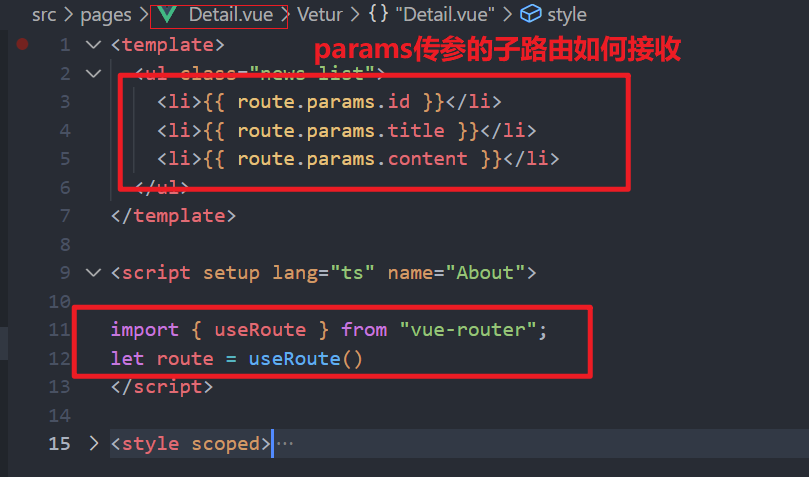 src > pages > Detail.vue > Vetur > {} "Detail.vue" > style
params传参的子路由如何接收
1 <template>
2 <ul class="news-list">
3 <li>{{ route.params.id }}</li>
4 <li>{{ route.params.title }}</li>
5 <li>{{ route.params.content }}</li>
6 </ul>
7 </template>
8
9 <script setup lang="ts" name="About">
10
11 import { useRoute } from "vue-router";
12 let route = useRoute()
13 </script>
14
15 <style scoped>···